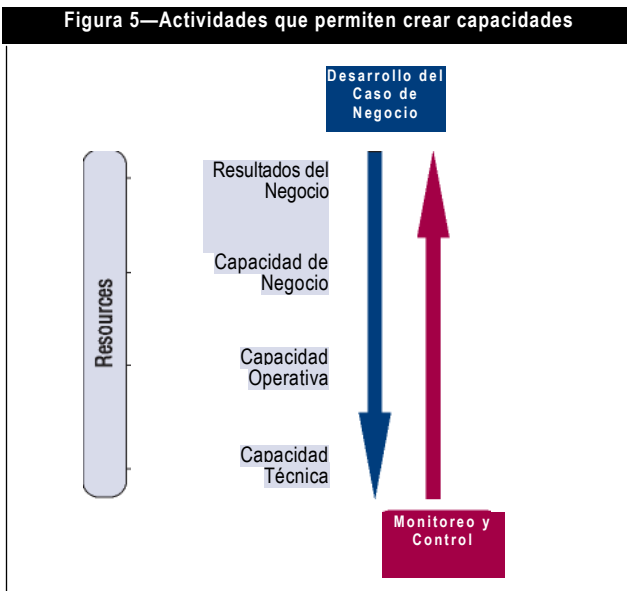 Figura 5—Actividades que permiten crear capacidades
Desarrollo del
Caso de
Negocio
Resultados del
Negocio
Capacidad de
Negocio
Resources
Capacidad
Operativa
Capacidad
Técnica
Monitoreo y
Control